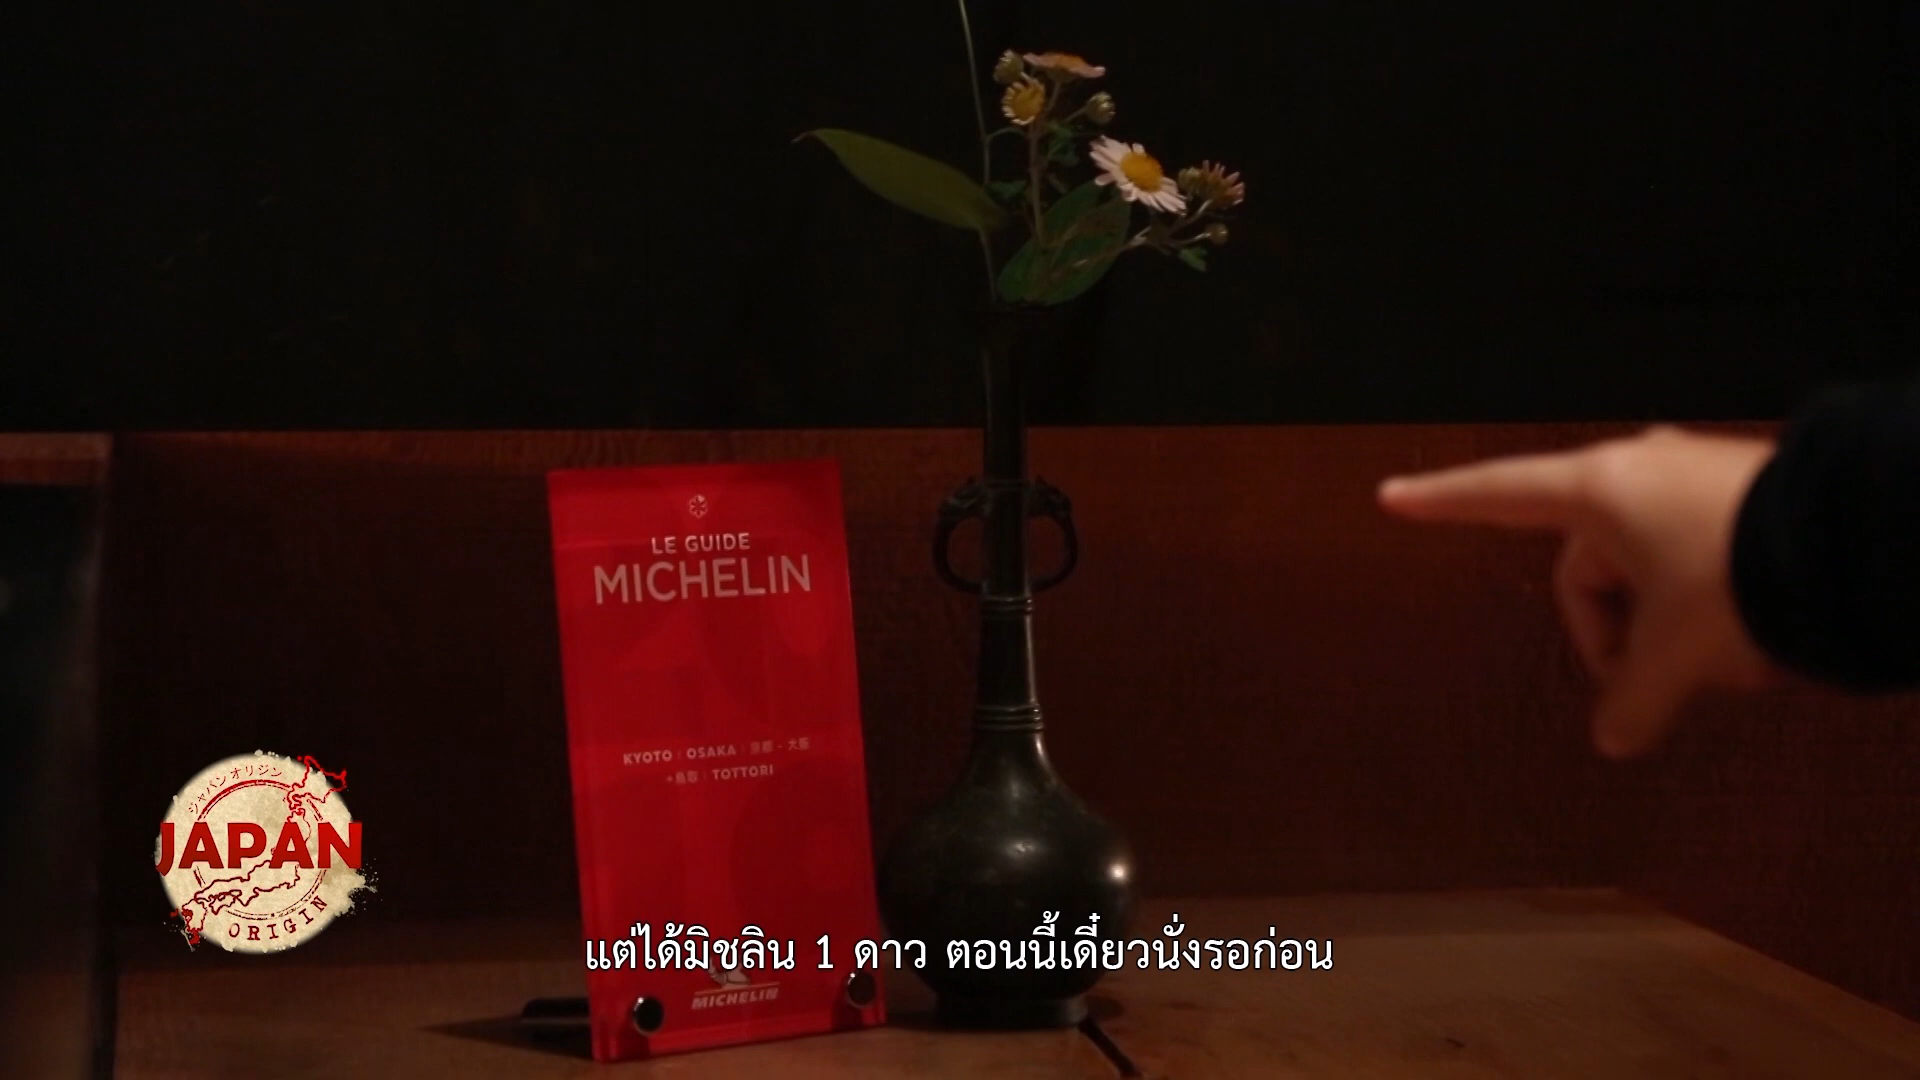 LE GUIDE
MICHELIN
KYOTO | OSAKA | 京都 - 大阪
+鳥取 | TOTTORI
ジャパンオリジン
JAPAN
ORIGIN
แต่ได้มิชลิน 1 ดาว ตอนนี้เดี๋ยวนั่งรอก่อน
MICHELIN